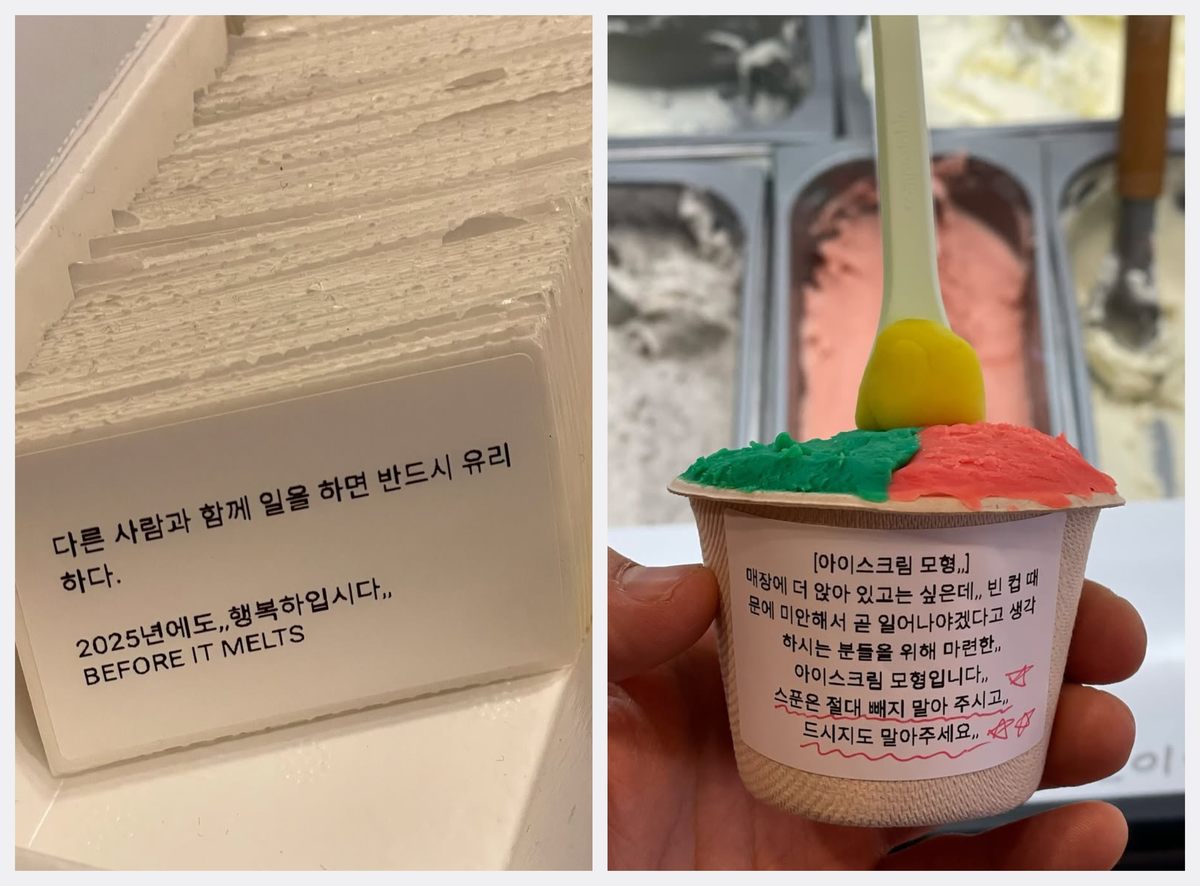 다른 사람과 함께 일을 하면 반드시 유리
하다.
2025년에도,,행복하입시다,,
BEFORE IT MELTS
[아이스크림 모형,,]
매장에 더 앉아 있고는 싶은데,, 빈 컵 때
문에 미안해서 곧 일어나야겠다고 생각
하시는 분들을 위해 마련한,,
아이스크림 모형입니다,,
스푼은 절대 빼지 말아 주시고,,
드시지도 말아주세요,,